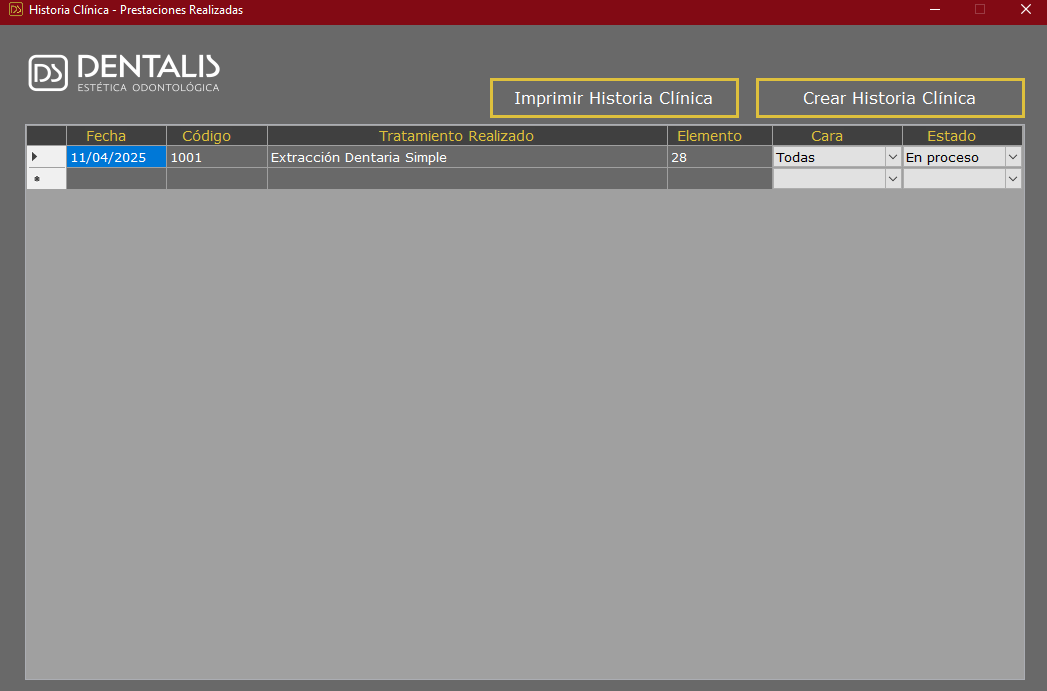 Historia Clínica - Prestaciones Realizadas
DS DENTALIS
ESTÉTICA ODONTOLÓGICA
Imprimir Historia Clínica Crear Historia Clínica
Fecha Código Tratamiento Realizado Elemento Cara Estado
11/04/2025 1001 Extracción Dentaria Simple 28 Todas En proceso